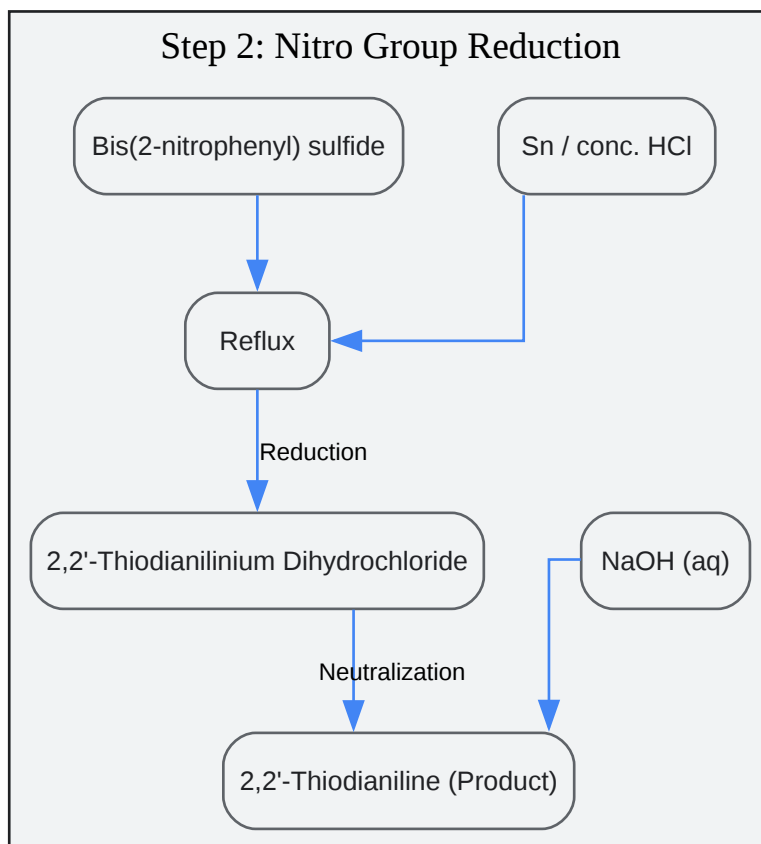 Step 2: Nitro Group Reduction
Bis(2-nitrophenyl) sulfide
Sn / conc. HCl
Reflux
Reduction
2,2'-Thiodianilinium Dihydrochloride
NaOH (aq)
Neutralization
2,2'-Thiodianiline (Product)